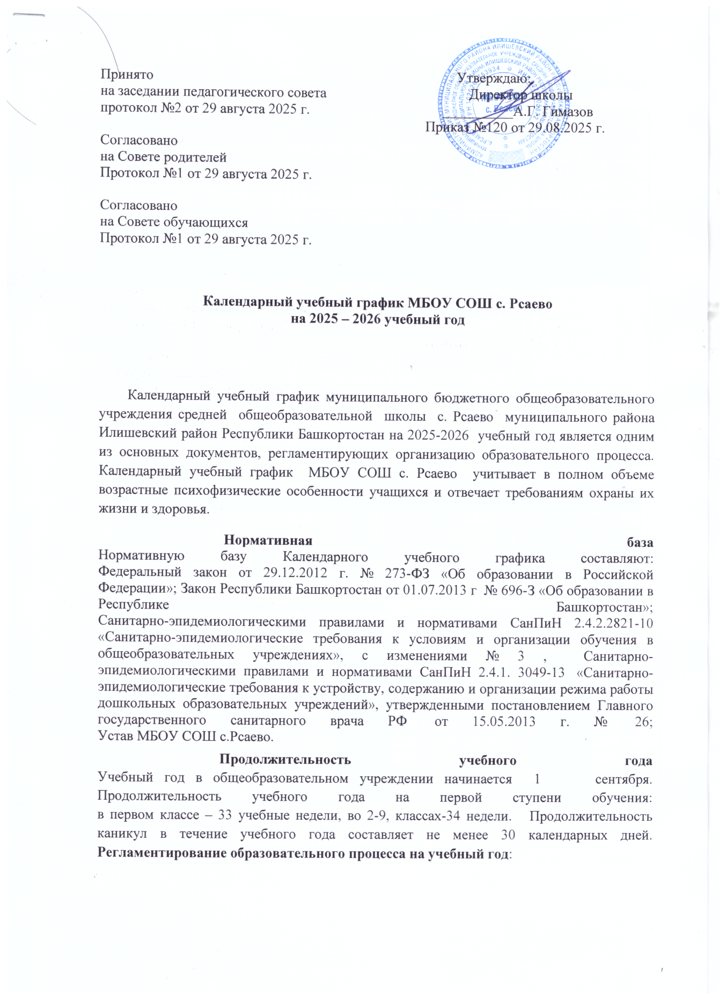 Принято
на заседании педагогического совета
протокол №2 от 29 августа 2025 г.
Утверждаю:
Директор школы
А.Г. Гимазов
Приказ №120 от 29.08.2025 г.
с. Рсаево
Согласовано
на Совете родителей
Протокол №1 от 29 августа 2025 г.
Согласовано
на Совете обучающихся
Протокол №1 от 29 августа 2025 г.
Календарный учебный график МБОУ СОШ с. Рсаево
на 2025 – 2026 учебный год
Календарный учебный график муниципального бюджетного общеобразовательного
учреждения средней общеобразовательной школы с. Рсаево муниципального района
Илишевский район Республики Башкортостан на 2025-2026 учебный год является одним
из основных документов, регламентирующих организацию образовательного процесса.
Календарный учебный график МБОУ СОШ с. Рсаево учитывает в полном объеме
возрастные психофизические особенности учащихся и отвечает требованиям охраны их
жизни и здоровья.
Нормативная база
Нормативную базу Календарного учебного графика составляют:
Федеральный закон от 29.12.2012 г. № 273-ФЗ «Об образовании в Российской
Федерации»; Закон Республики Башкортостан от 01.07.2013 г № 696-З «Об образовании в
Республике Башкортостан»;
Санитарно-эпидемиологическими правилами и нормативами СанПиН 2.4.2.2821-10
«Санитарно-эпидемиологические требования к условиям и организации обучения в
общеобразовательных учреждениях», с изменениями № 3 , Санитарно-
эпидемиологическими правилами и нормативами СанПиН 2.4.1. 3049-13 «Санитарно-
эпидемиологические требования к устройству, содержанию и организации режима работы
дошкольных образовательных учреждений», утвержденными постановлением Главного
государственного санитарного врача РФ от 15.05.2013 г. № 26;
Устав МБОУ СОШ с.Рсаево.
Продолжительность учебного года
Учебный год в общеобразовательном учреждении начинается 1 сентября.
Продолжительность учебного года на первой ступени обучения:
в первом классе – 33 учебные недели, во 2-9, классах-34 недели. Продолжительность
каникул в течение учебного года составляет не менее 30 календарных дней.
Регламентирование образовательного процесса на учебный год: